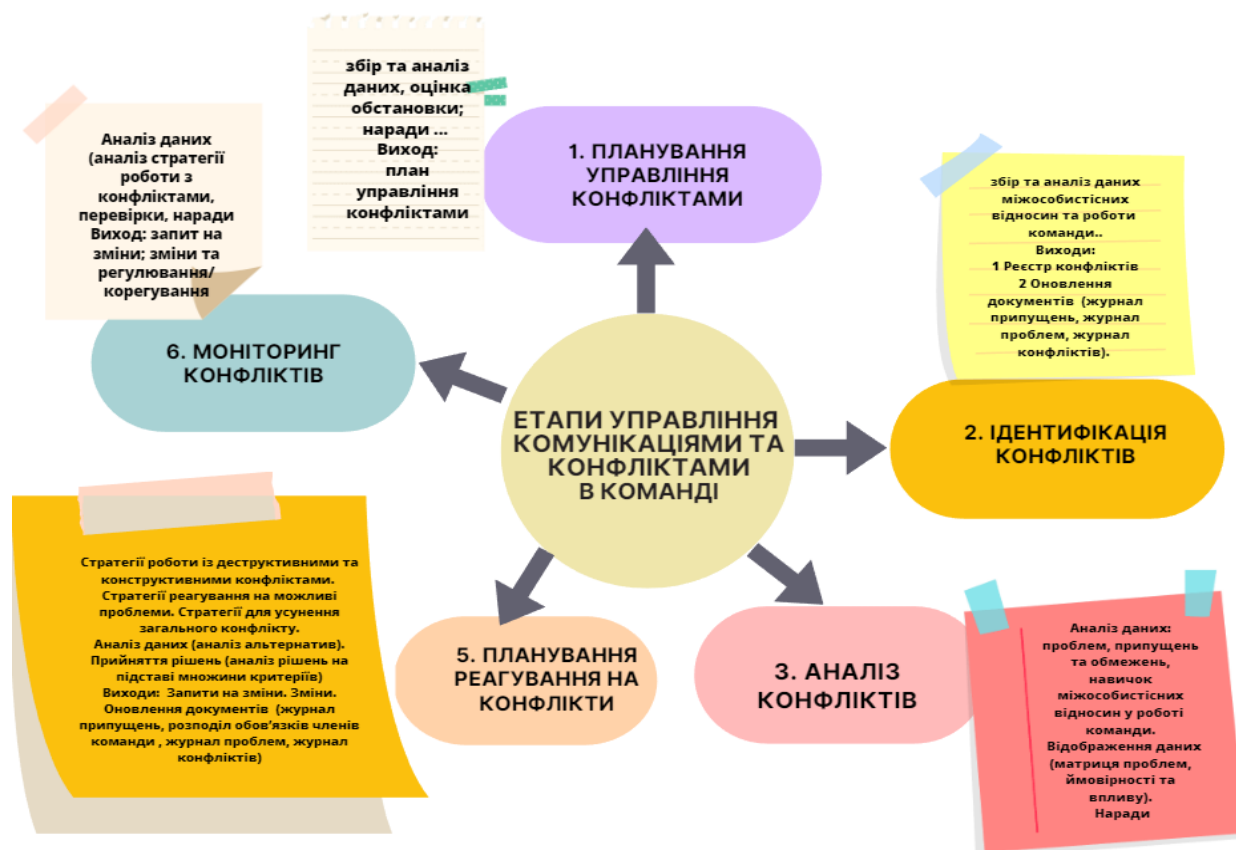 збір та аналіз
даних, оцінка
обстановки;
наради ...
Виход:
план
управління
конфліктами
1. ПЛАНУВАННЯ
УПРАВЛІННЯ
КОНФЛІКТАМИ
Аналіз даних
(аналіз стратегії
роботи з
конфліктами,
перевірки, наради
Виход: запит на
зміни; зміни та
регулювання/
корегування
6. МОНІТОРИНГ
КОНФЛІКТІВ
збір та аналіз даних
міжособистісних
відносин та роботи
команди..
Виходи:
1 Реєстр конфліктів
2 Оновлення
документів (журнал
припущень, журнал
проблем, журнал
конфліктів).
2. ІДЕНТИФІКАЦІЯ
КОНФЛІКТІВ
ЕТАПИ УПРАВЛІННЯ
КОМУНІКАЦІЯМИ ТА
КОНФЛІКТАМИ
В КОМАНДІ
Стратегії роботи із деструктивними та
конструктивними конфліктами.
Стратегії реагування на можливі
проблеми. Стратегії для усунення
загального конфлікту.
Аналіз даних (аналіз альтернатив).
Прийняття рішень (аналіз рішень на
підставі множини критеріїв)
Виходи: Запити на зміни. Зміни.
Оновлення документів (журнал
припущень, розподіл обов’язків членів
команди , журнал проблем, журнал
конфліктів)
5. ПЛАНУВАННЯ
РЕАГУВАННЯ НА
КОНФЛІКТИ
3. АНАЛІЗ
КОНФЛІКТІВ
Аналіз даних:
проблем, припущень
та обмежень,
навичок
міжособистісних
відносин у роботі
команди.
Відображення даних
(матриця проблем,
ймовірності та
впливу).
Наради